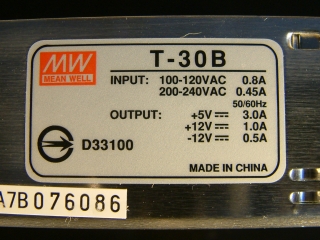 MW
MEAN WELL
T-30B
INPUT: 100-120VAC 0.8A
200-240VAC 0.45A
50/60Hz
OUTPUT: +5V ⎓ 3.0A
+12V ⎓ 1.0A
-12V ⎓ 0.5A
D33100
MADE IN CHINA
A7B076086